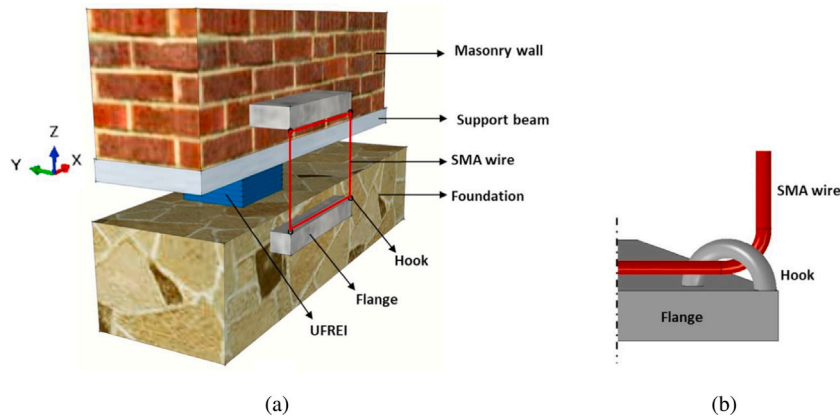 Masonry wall
Support beam
SMA wire
Foundation
Hook
Flange
UFREI
Z
Y
X
SMA wire
Hook
Flange
(a)
(b)